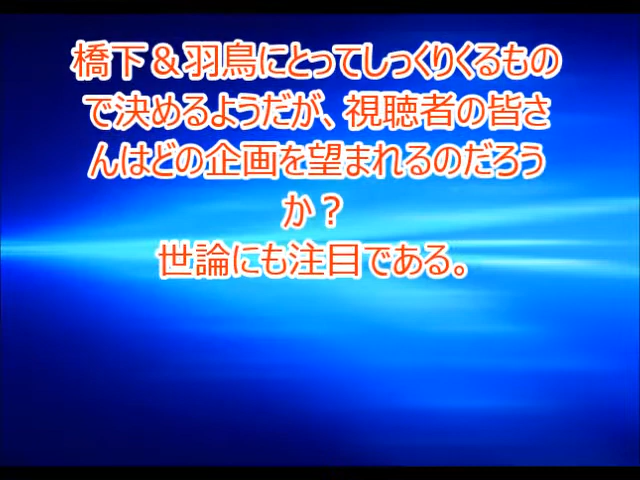 橋下＆羽鳥にとってしっくりくるもの
で決めるようだが、視聴者の皆さ
んはどの企画を望まれるのだろう
か？
世論にも注目である。